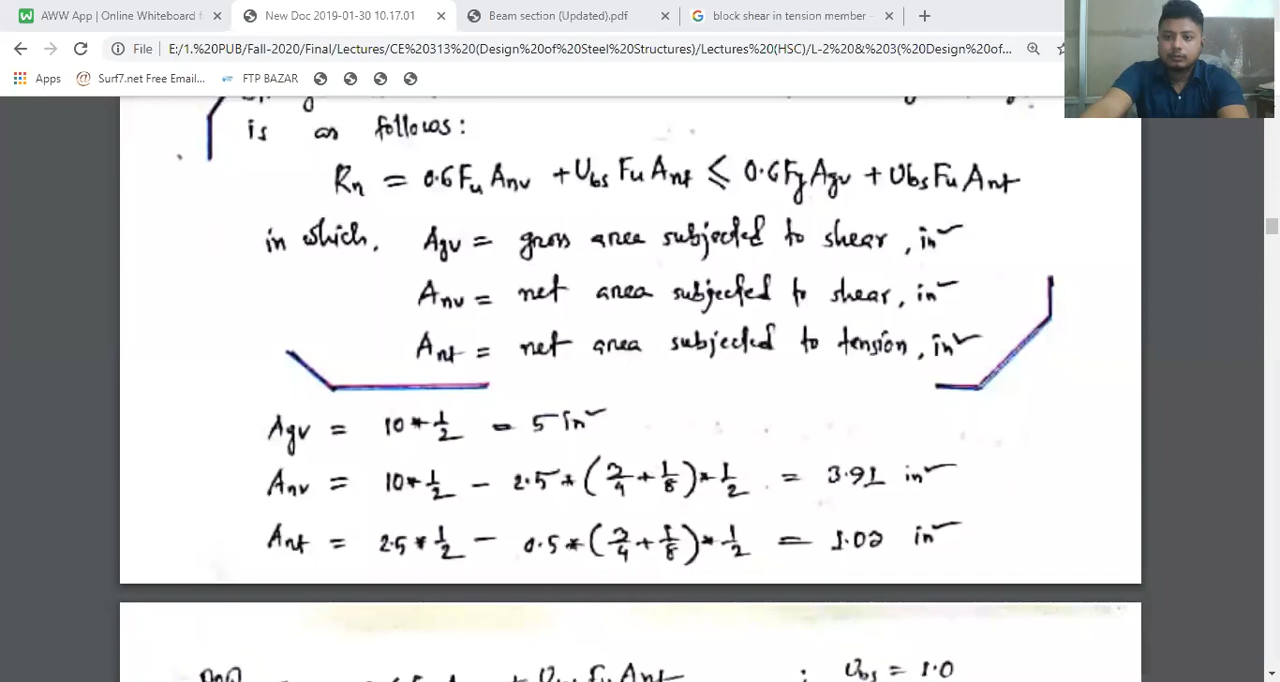 AWW App | Online Whiteboard f
New Doc 2019-01-30 10.17.01
Beam section (Updated).pdf
block shear in tension member -
File | E:/1.%20PUB/Fall-2020/Final/Lectures/CE%20313%20(Design%20of%20Steel%20Structures)/Lectures%20(HSC)/L-2%20&%203(%20Design%20of...
Apps Surf7.net Free Email... FTP BAZAR
is as follows:
Rn = 0.6 Fu Anv + Ubs Fu Ant ≤ 0.6 Fy Agv + Ubs Fu Ant
in which, Agv = gross area subjected to shear, in²
Anv = net area subjected to shear, in²
Ant = net area subjected to tension, in²
Agv = 10*1/2 = 5 in²
Anv = 10*1/2 - 2.5*(3/4+1/8)*1/2 = 3.91 in²
Ant = 2.5*1/2 - 0.5*(3/4+1/8)*1/2 = 1.03 in²
+ Ubs Fu Ant ; Ubs = 1.0